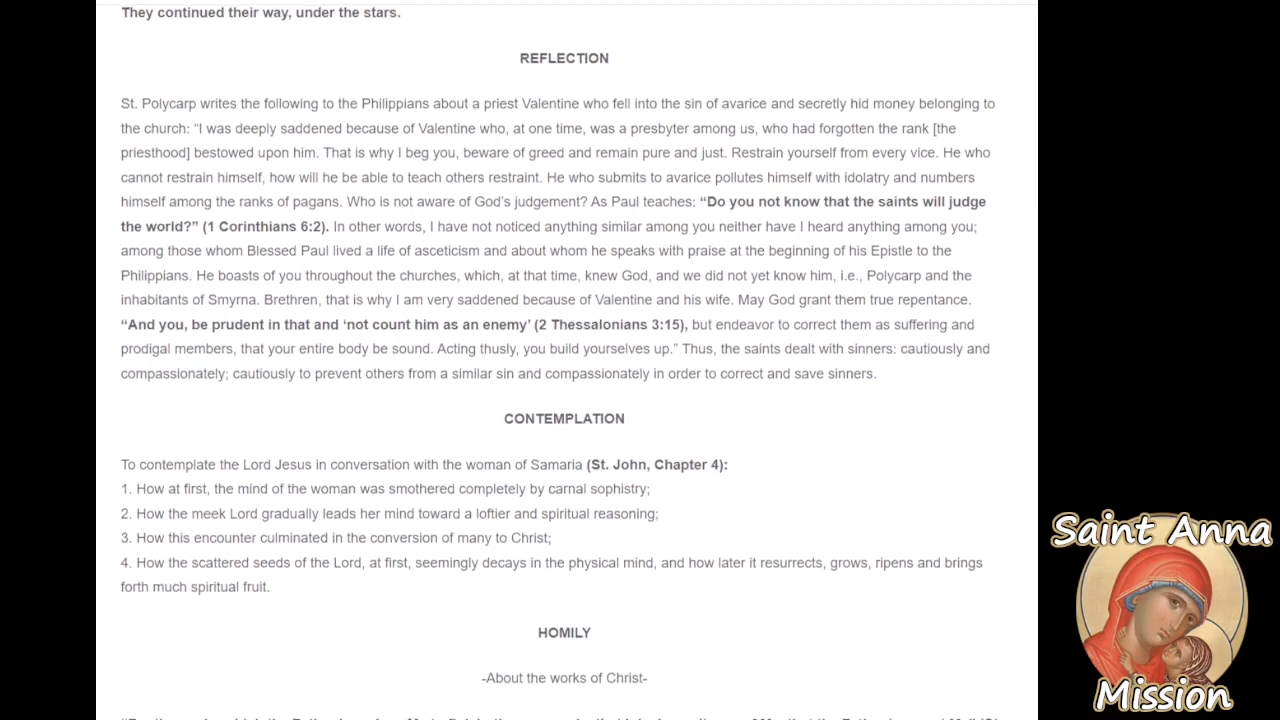 They continued their way, under the stars.
REFLECTION
St. Polycarp writes the following to the Philippians about a priest Valentine who fell into the sin of avarice and secretly hid money belonging to
the church: “I was deeply saddened because of Valentine who, at one time, was a presbyter among us, who had forgotten the rank [the
priesthood] bestowed upon him. That is why I beg you, beware of greed and remain pure and just. Restrain yourself from every vice. He who
cannot restrain himself, how will he be able to teach others restraint. He who submits to avarice pollutes himself with idolatry and numbers
himself among the ranks of pagans. Who is not aware of God’s judgement? As Paul teaches: “Do you not know that the saints will judge
the world?” (1 Corinthians 6:2). In other words, I have not noticed anything similar among you neither have I heard anything among you;
among those whom Blessed Paul lived a life of asceticism and about whom he speaks with praise at the beginning of his Epistle to the
Philippians. He boasts of you throughout the churches, which, at that time, knew God, and we did not yet know him, i.e., Polycarp and the
inhabitants of Smyrna. Brethren, that is why I am very saddened because of Valentine and his wife. May God grant them true repentance.
“And you, be prudent in that and ‘not count him as an enemy’ (2 Thessalonians 3:15), but endeavor to correct them as suffering and
prodigal members, that your entire body be sound. Acting thusly, you build yourselves up.” Thus, the saints dealt with sinners: cautiously and
compassionately; cautiously to prevent others from a similar sin and compassionately in order to correct and save sinners.
CONTEMPLATION
To contemplate the Lord Jesus in conversation with the woman of Samaria (St. John, Chapter 4):
1. How at first, the mind of the woman was smothered completely by carnal sophistry;
2. How the meek Lord gradually leads her mind toward a loftier and spiritual reasoning;
3. How this encounter culminated in the conversion of many to Christ;
4. How the scattered seeds of the Lord, at first, seemingly decays in the physical mind, and how later it resurrects, grows, ripens and brings
forth much spiritual fruit.
HOMILY
-About the works of Christ-
Saint Anna
Mission